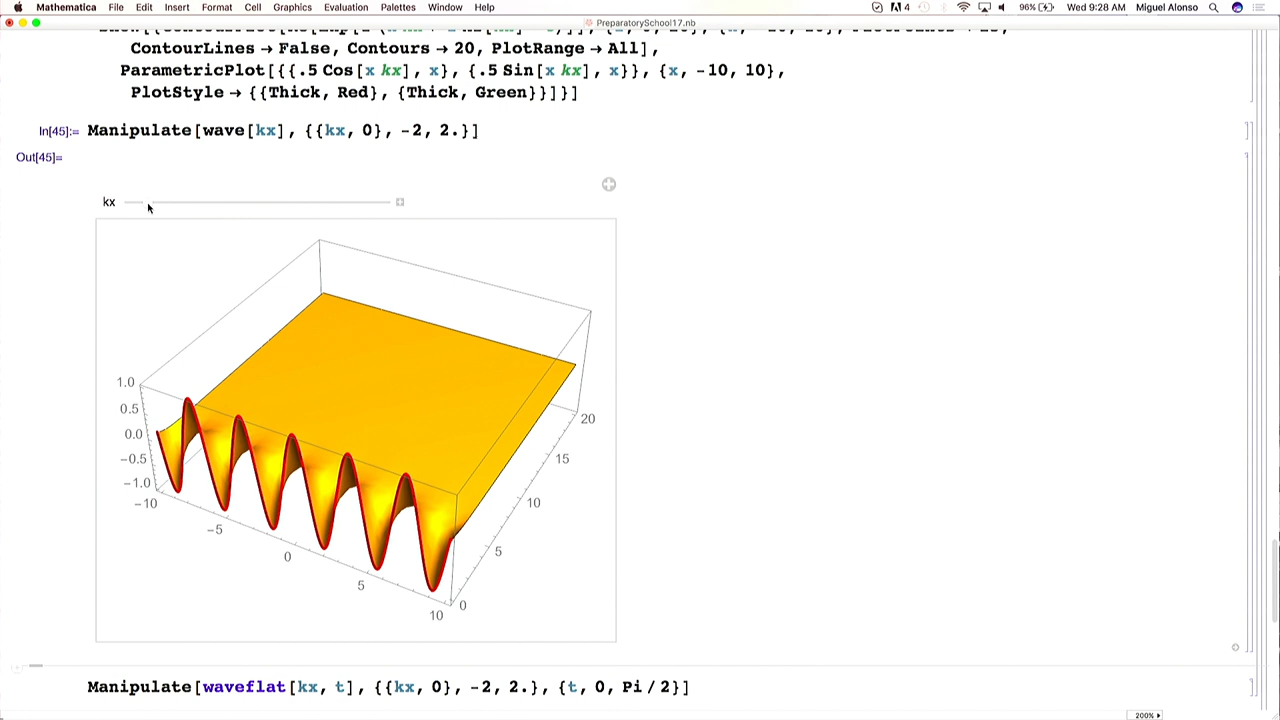 Mathematica File Edit Insert Format Cell Graphics Evaluation Palettes Window Help 4 96% Wed 9:28 AM Miguel Alonso
PreparatorySchool17.nb
ContourLines → False, Contours → 20, PlotRange → All],
ParametricPlot[{{.5 Cos[x kx], x}, {.5 Sin[x kx], x}}, {x, -10, 10},
PlotStyle → {{Thick, Red}, {Thick, Green}}]}]
In[45]:= Manipulate[wave[kx], {{kx, 0}, -2, 2.}]
Out[45]=
kx
1.0
0.5
0.0
-0.5
-1.0
-10
-5
0
5
10
0
5
10
15
20
Manipulate[waveflat[kx, t], {{kx, 0}, -2, 2.}, {t, 0, Pi / 2}]
200%